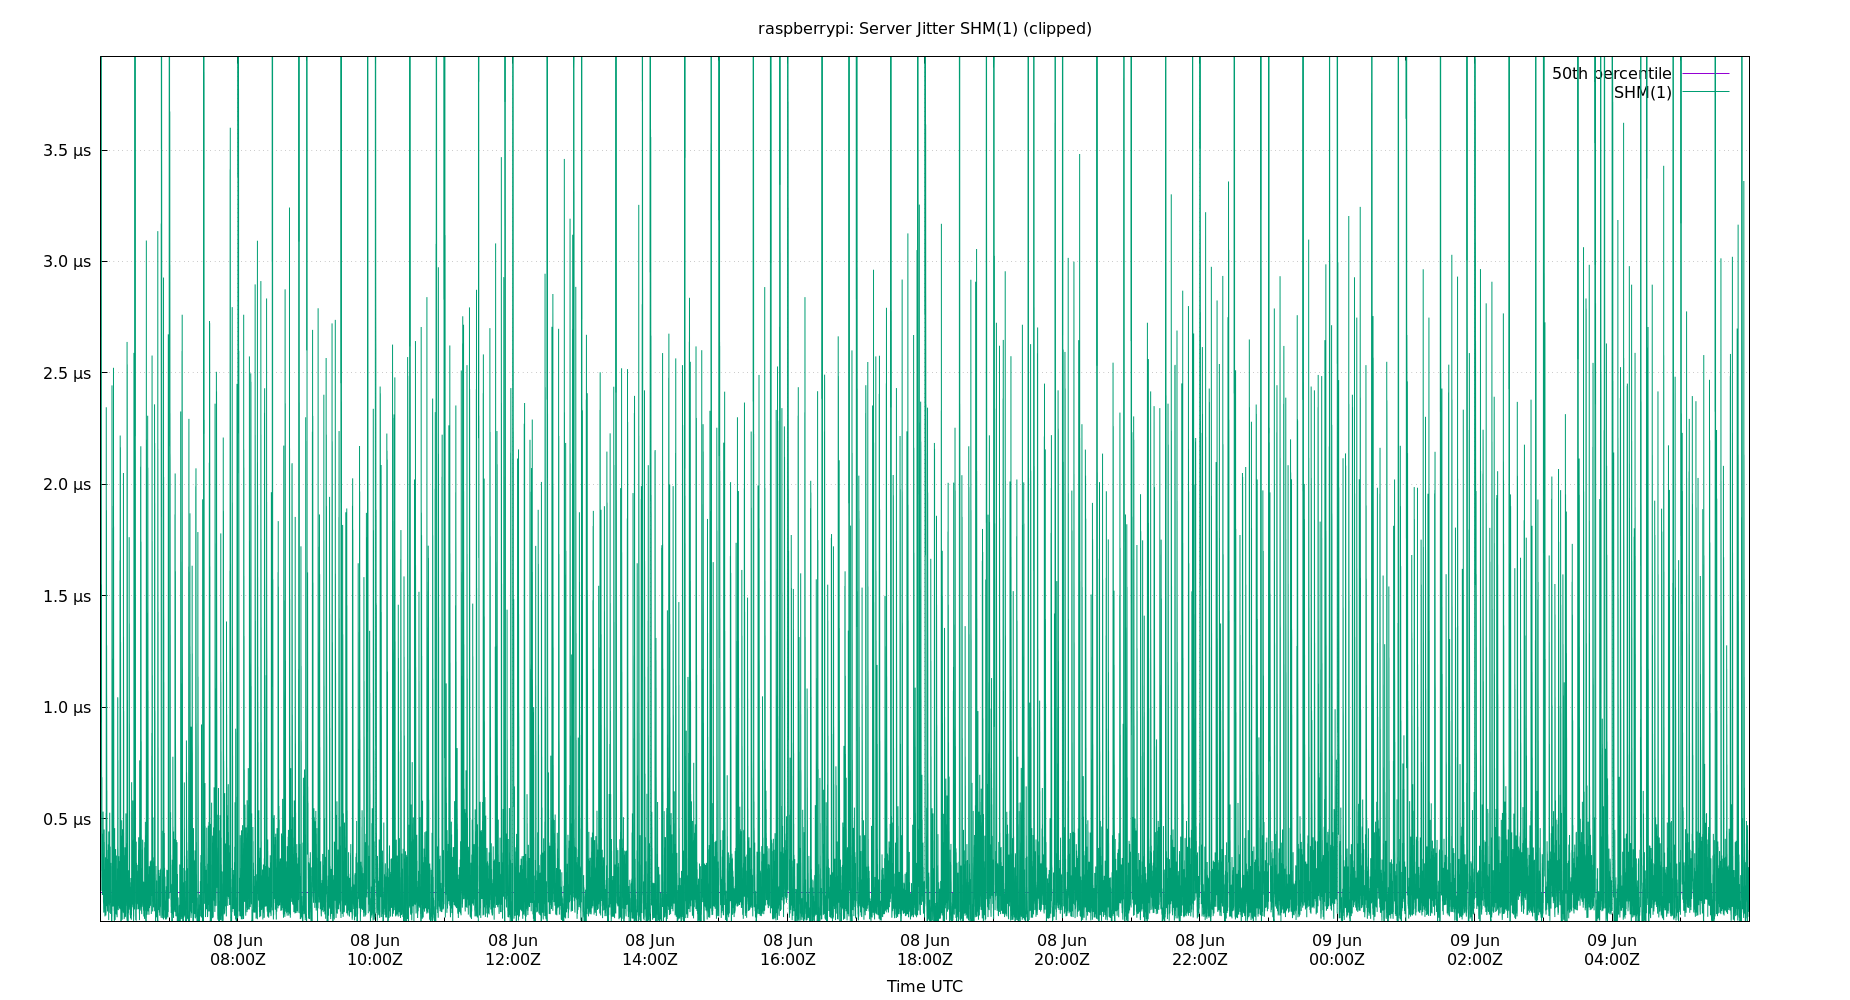 raspberrypi: Server Jitter SHM(1) (clipped)
50th percentile
SHM(1)
3.5 µs
3.0 µs
2.5 µs
2.0 µs
1.5 µs
1.0 µs
0.5 µs
08 Jun 08 Jun 08 Jun 08 Jun 08 Jun 08 Jun 08 Jun 08 Jun 09 Jun 09 Jun 09 Jun
08:00Z 10:00Z 12:00Z 14:00Z 16:00Z 18:00Z 20:00Z 22:00Z 00:00Z 02:00Z 04:00Z
Time UTC